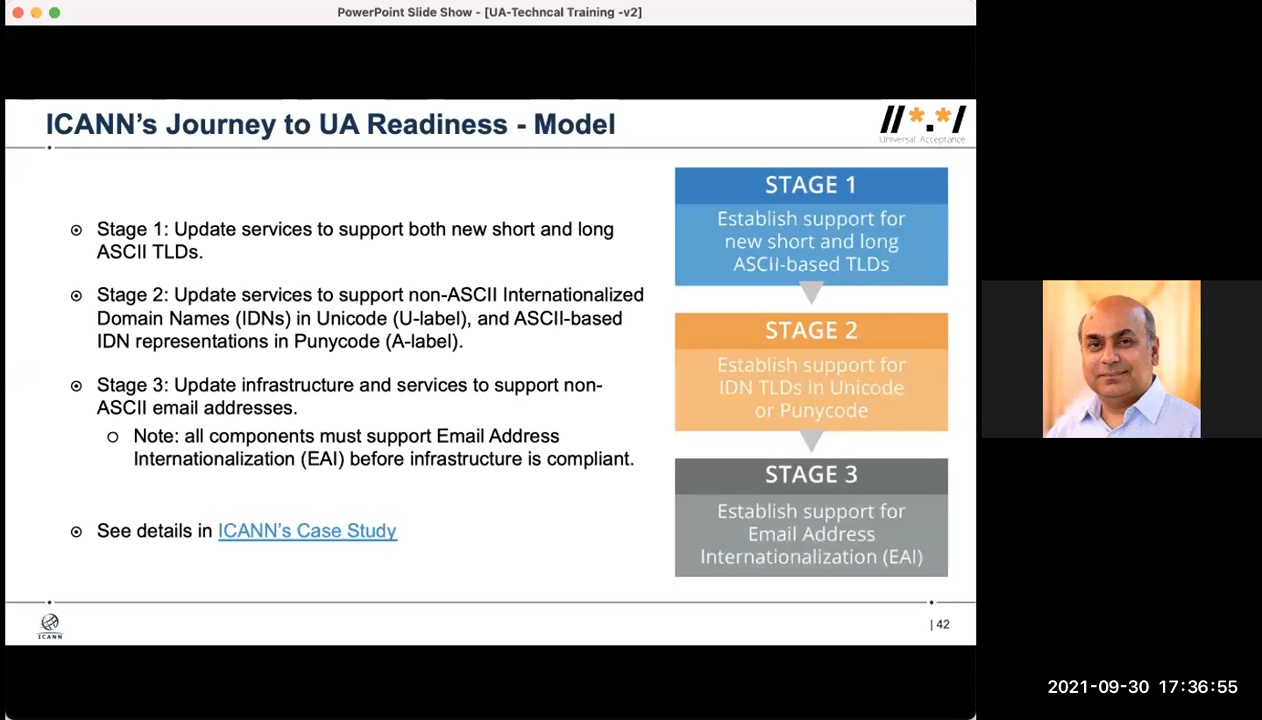 PowerPoint Slide Show - [UA-Techncal Training -v2]
ICANN's Journey to UA Readiness - Model
//*.*/
Universal Acceptance
Stage 1: Update services to support both new short and long
ASCII TLDs.
Stage 2: Update services to support non-ASCII Internationalized
Domain Names (IDNs) in Unicode (U-label), and ASCII-based
IDN representations in Punycode (A-label).
Stage 3: Update infrastructure and services to support non-
ASCII email addresses.
Note: all components must support Email Address
Internationalization (EAI) before infrastructure is compliant.
See details in ICANN's Case Study
STAGE 1
Establish support for
new short and long
ASCII-based TLDs
STAGE 2
Establish support for
IDN TLDs in Unicode
or Punycode
STAGE 3
Establish support for
Email Address
Internationalization (EAI)
ICANN
| 42
2021-09-30 17:36:55